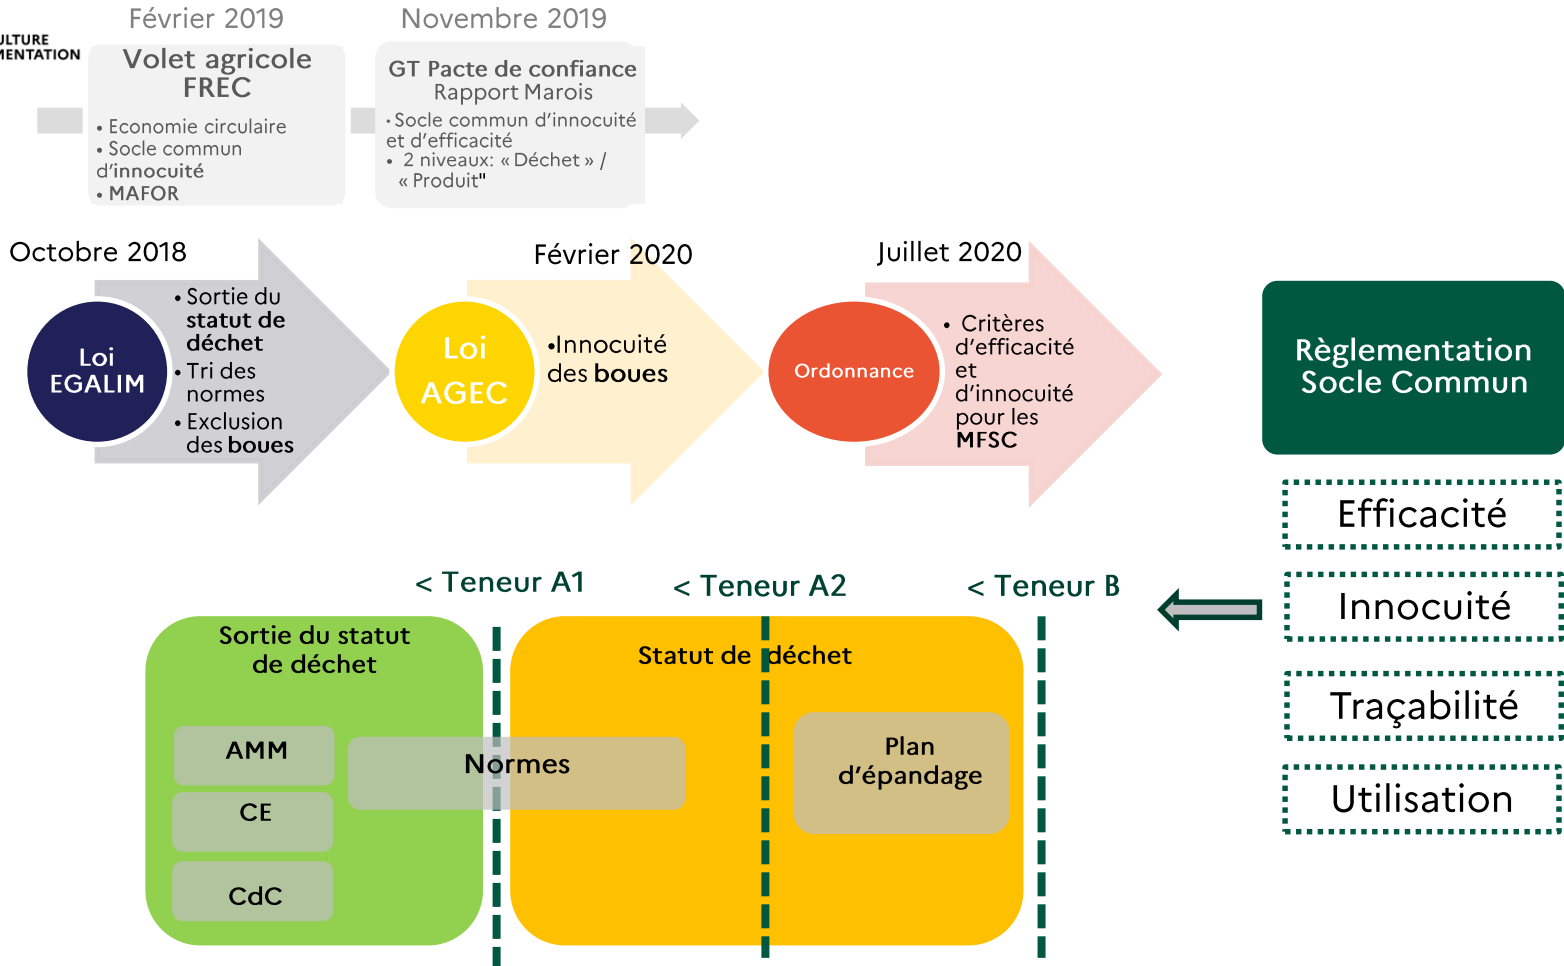 Février 2019
Novembre 2019
ULTURE
MENTATION
Volet agricole
FREC
• Economie circulaire
• Socle commun
d'innocuité
• MAFOR
GT Pacte de confiance
Rapport Marois
• Socle commun d'innocuité
et d'efficacité
• 2 niveaux: « Déchet » /
« Produit"
Octobre 2018
Loi
EGALIM
• Sortie du
statut de
déchet
• Tri des
normes
• Exclusion
des boues
Février 2020
Loi
AGEC
•Innocuité
des boues
Juillet 2020
Ordonnance
• Critères
d'efficacité
et
d'innocuité
pour les
MFSC
Règlementation
Socle Commun
Efficacité
Innocuité
Traçabilité
Utilisation
< Teneur A1
< Teneur A2
< Teneur B
Sortie du statut
de déchet
Statut de déchet
AMM
CE
CdC
Normes
Plan
d'épandage